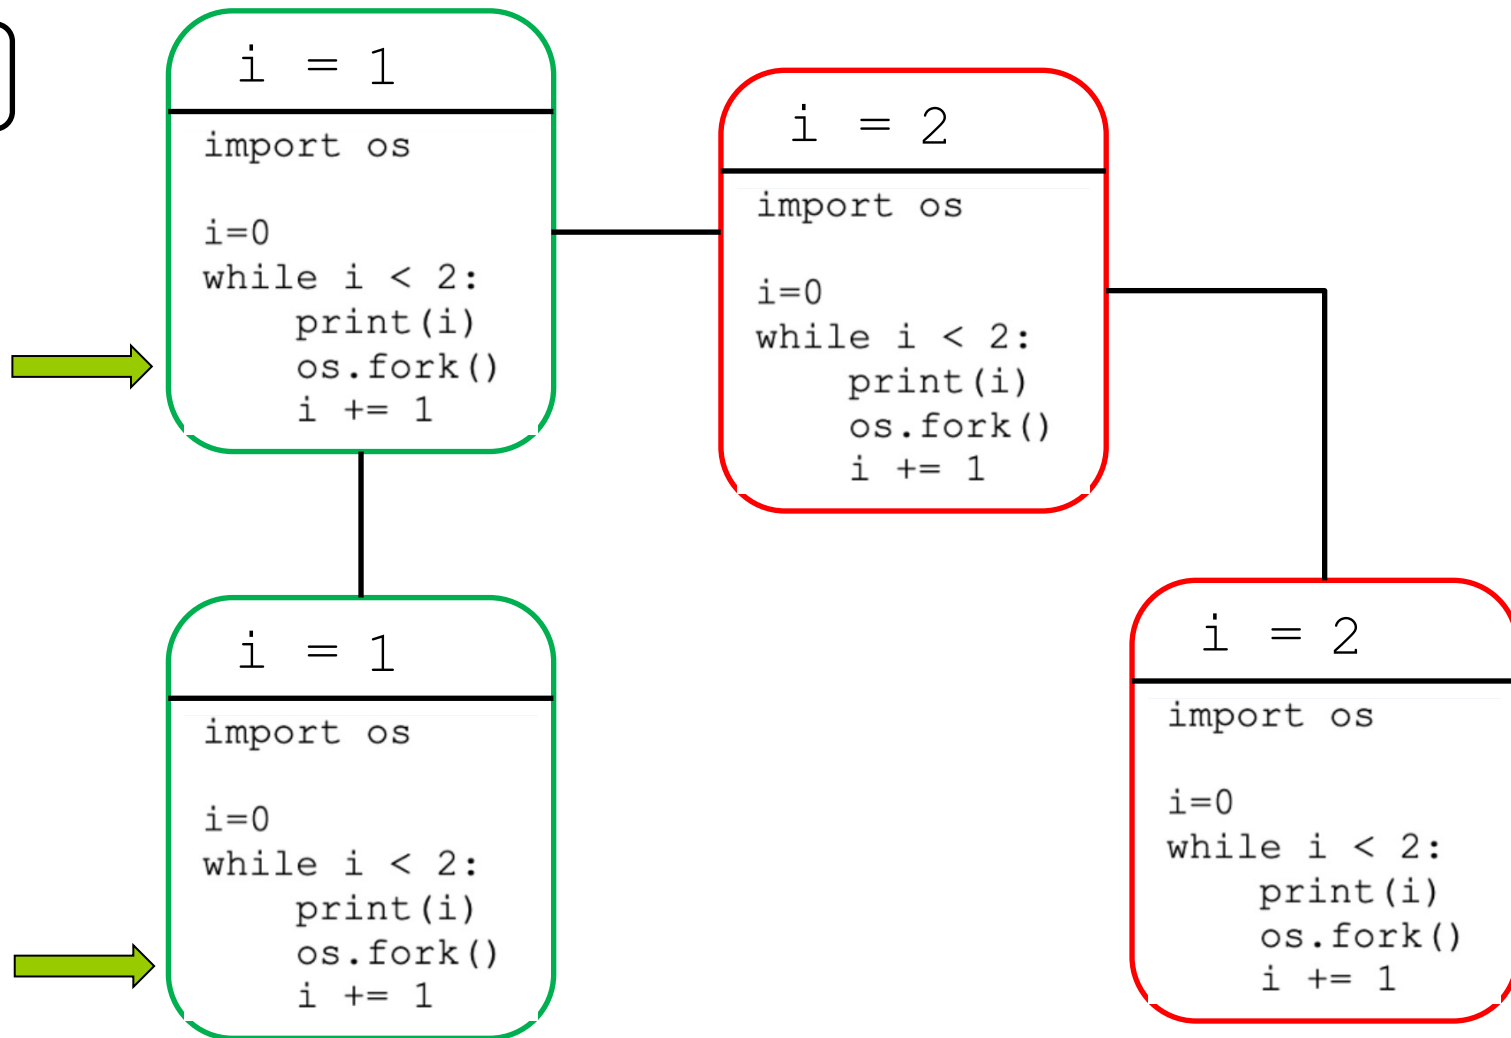 i = 1
import os
i=0
while i < 2:
print(i)
os.fork()
i += 1
i = 2
import os
i=0
while i < 2:
print(i)
os.fork()
i += 1
i = 1
import os
i=0
while i < 2:
print(i)
os.fork()
i += 1
i = 2
import os
i=0
while i < 2:
print(i)
os.fork()
i += 1